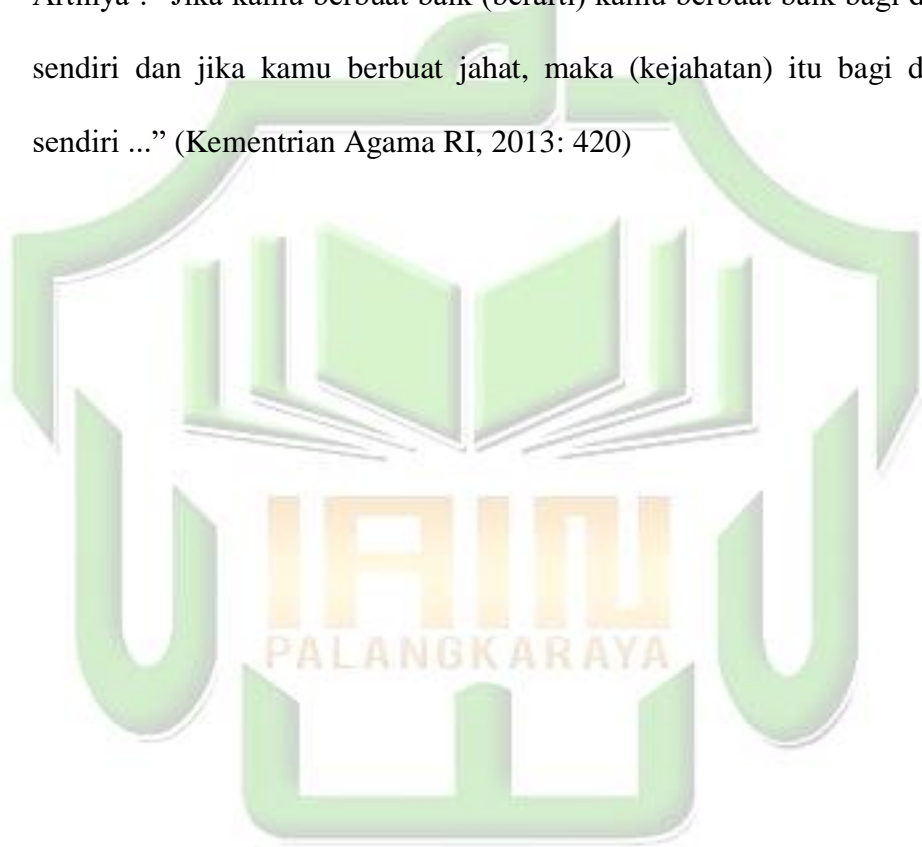 Artinya : “Jika kamu berbuat baik (berarti) kamu berbuat baik bagi d
sendiri dan jika kamu berbuat jahat, maka (kejahatan) itu bagi d
sendiri ...” (Kementrian Agama RI, 2013: 420)
IAIN
PALANGKARAYA